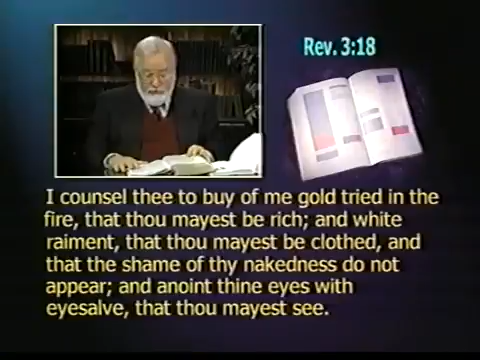 Rev. 3:18
I counsel thee to buy of me gold tried in the
fire, that thou mayest be rich; and white
raiment, that thou mayest be clothed, and
that the shame of thy nakedness do not
appear; and anoint thine eyes with
eyesalve, that thou mayest see.